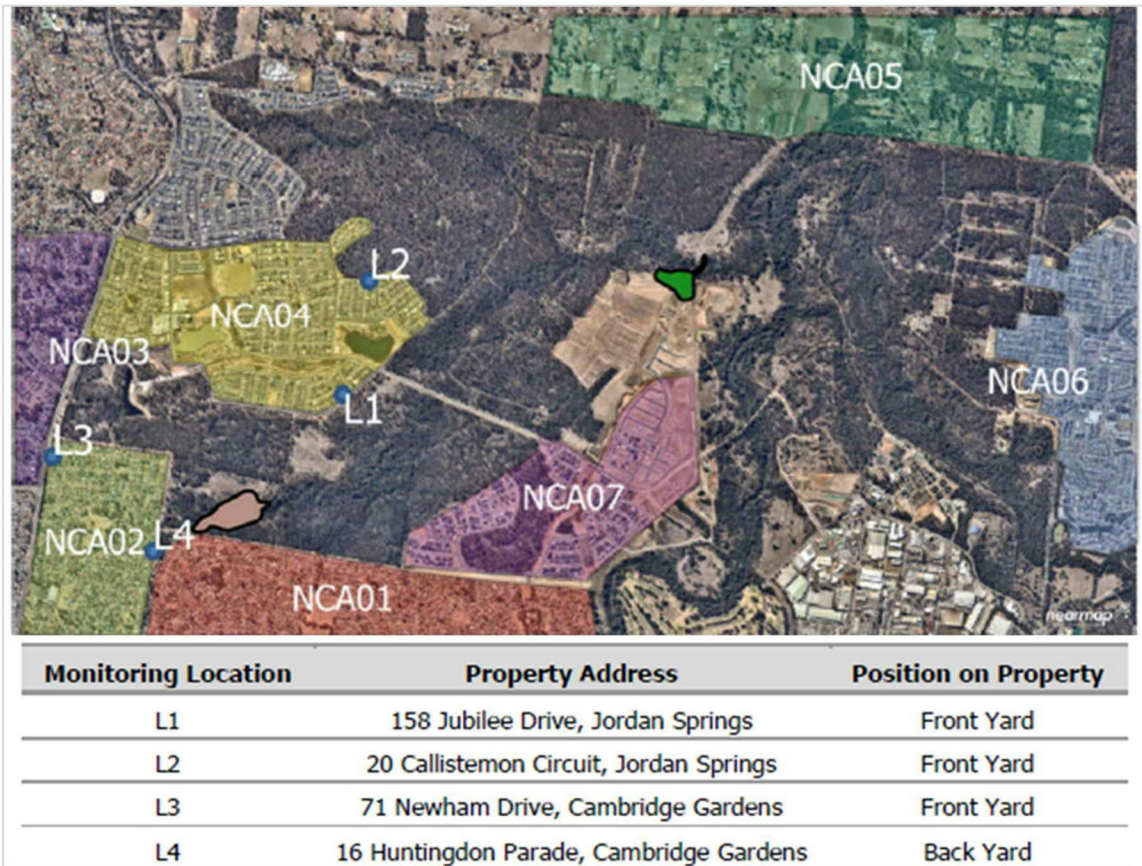 NCA05
L2
NCA04
NCA03
NCA06
L1
L3
NCA07
NCA02
L4
NCA01
nearmap
Monitoring Location Property Address Position on Property
L1 158 Jubilee Drive, Jordan Springs Front Yard
L2 20 Callistemon Circuit, Jordan Springs Front Yard
L3 71 Newham Drive, Cambridge Gardens Front Yard
L4 16 Huntingdon Parade, Cambridge Gardens Back Yard